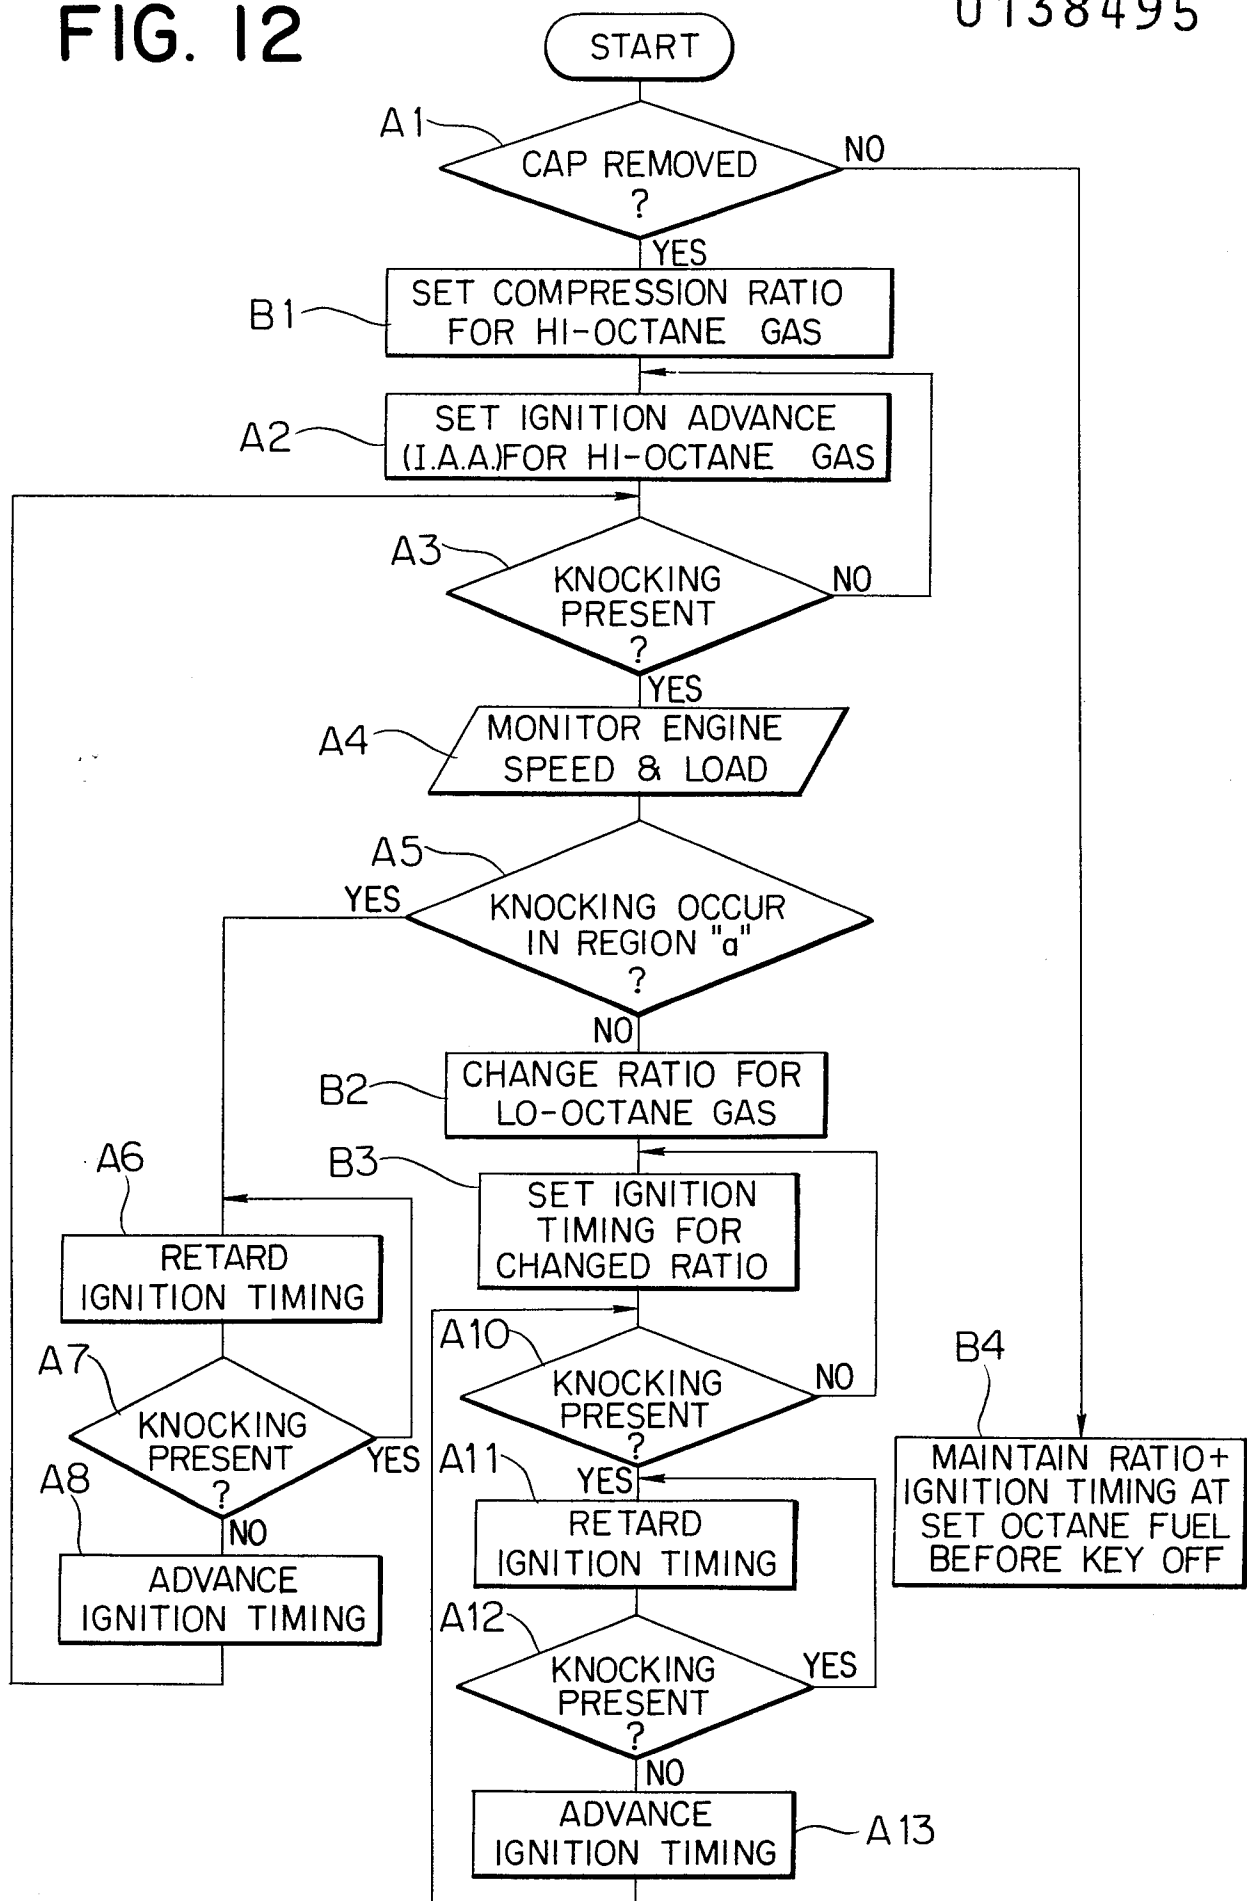 FIG. 12
0138495
START
A1
CAP REMOVED
?
NO
YES
B1
SET COMPRESSION RATIO
FOR HI-OCTANE GAS
A2
SET IGNITION ADVANCE
(I.A.A.) FOR HI-OCTANE GAS
A3
KNOCKING
PRESENT
?
NO
YES
A4
MONITOR ENGINE
SPEED & LOAD
A5
YES
KNOCKING OCCUR
IN REGION "a"
?
NO
B2
CHANGE RATIO FOR
LO-OCTANE GAS
B3
SET IGNITION
TIMING FOR
CHANGED RATIO
A6
RETARD
IGNITION TIMING
A7
KNOCKING
PRESENT
?
YES
NO
A8
ADVANCE
IGNITION TIMING
A10
KNOCKING
PRESENT
?
NO
YES
A11
RETARD
IGNITION TIMING
A12
KNOCKING
PRESENT
?
YES
NO
ADVANCE
IGNITION TIMING
A13
B4
MAINTAIN RATIO+
IGNITION TIMING AT
SET OCTANE FUEL
BEFORE KEY OFF